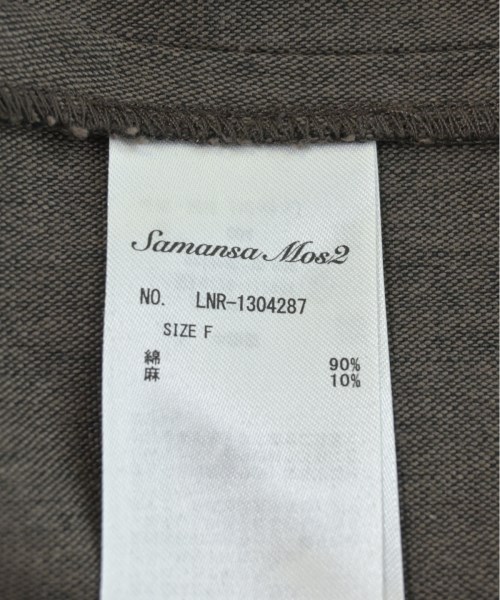 Samansa Mos2
NO. LNR-1304287
SIZE F
綿 90%
麻 10%